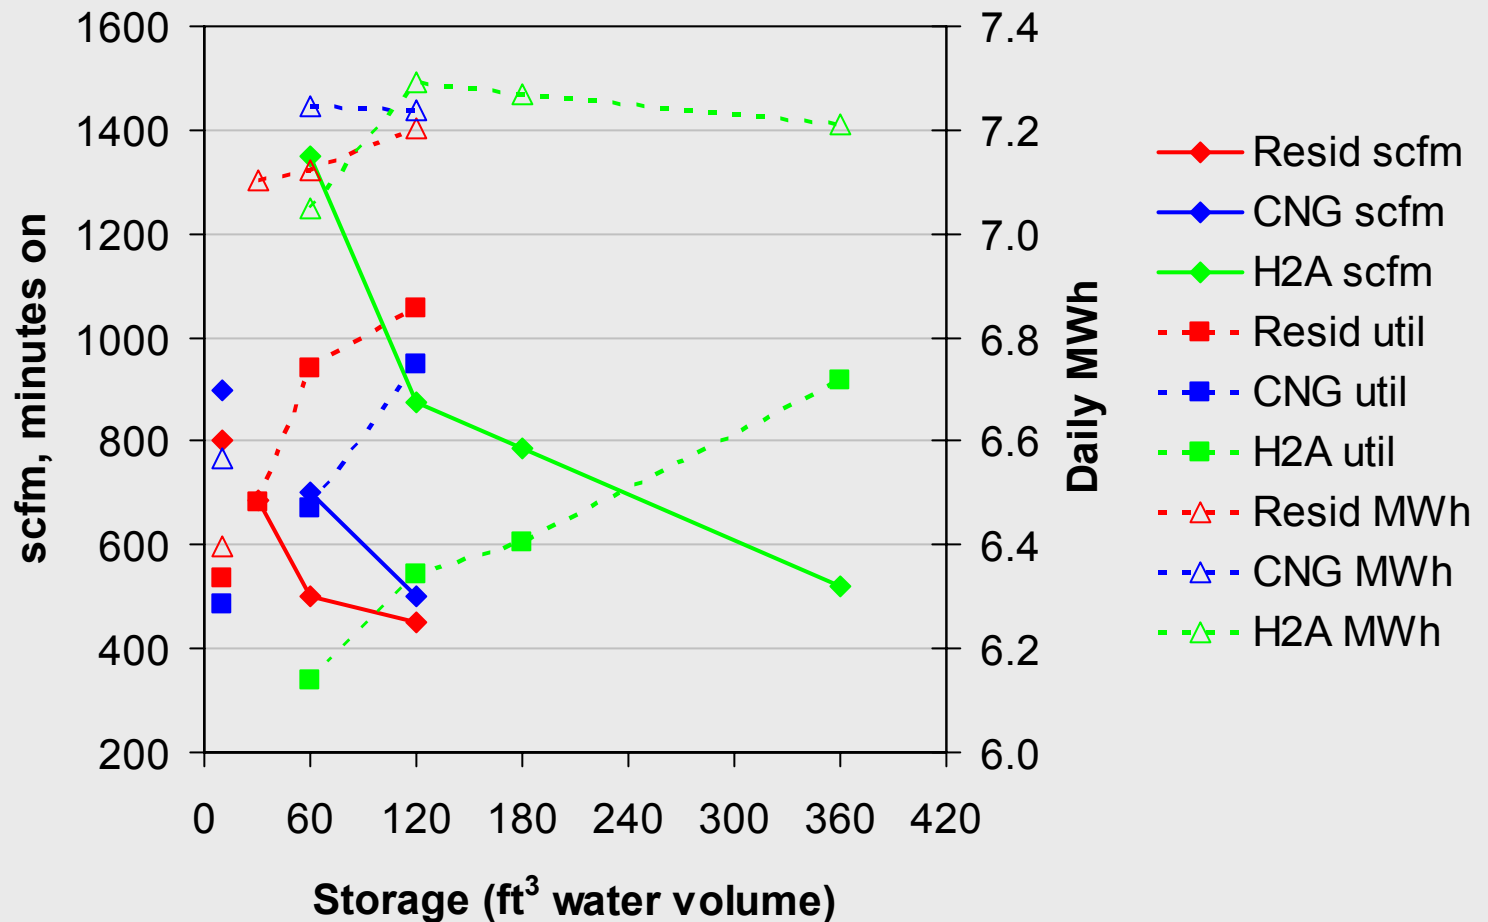 1600
1400
1200
1000
800
600
400
200
scfm, minutes on
7.4
7.2
7.0
6.8
6.6
6.4
6.2
6.0
Daily MWh
0 60 120 180 240 300 360 420
Storage (ft³ water volume)
Resid scfm
CNG scfm
H2A scfm
Resid util
CNG util
H2A util
Resid MWh
CNG MWh
H2A MWh